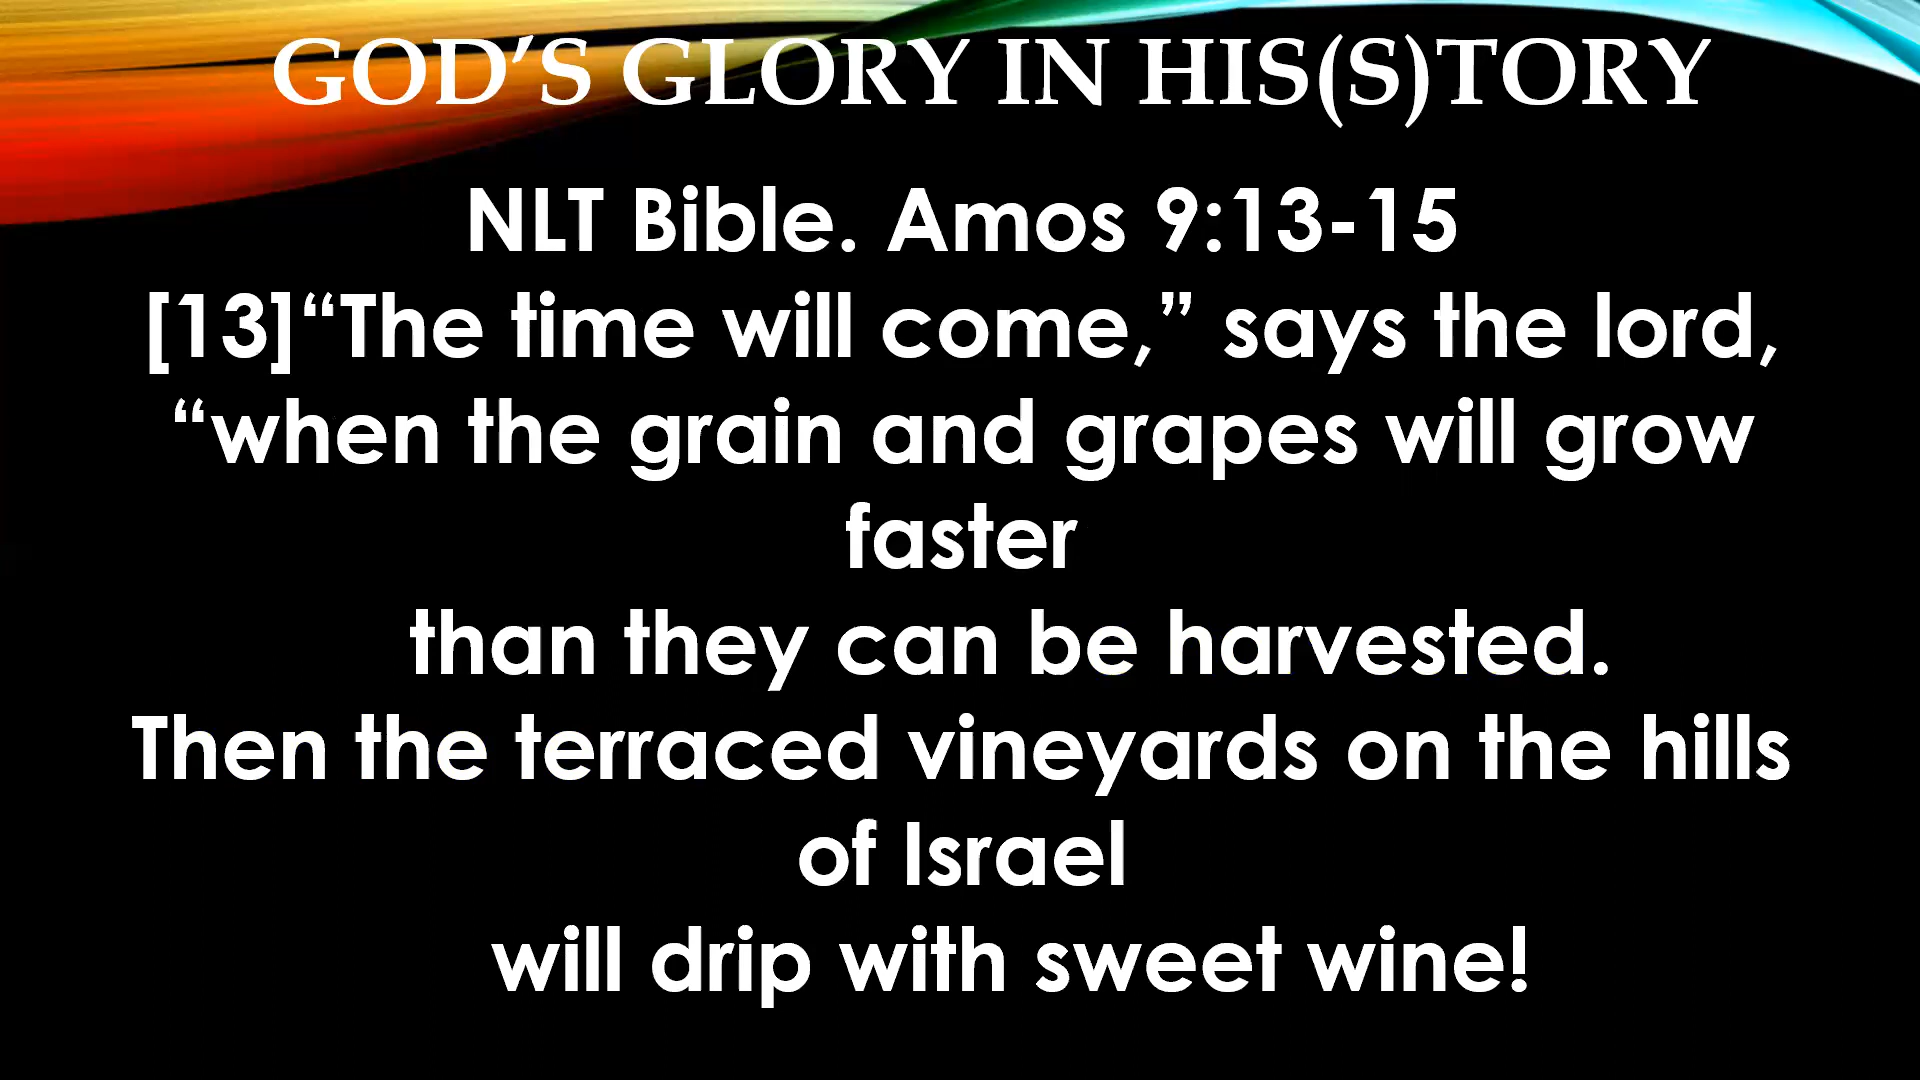 GOD’S GLORY IN HIS(S)TORY
NLT Bible. Amos 9:13-15
[13]“The time will come,” says the lord,
“when the grain and grapes will grow
faster
than they can be harvested.
Then the terraced vineyards on the hills
of Israel
will drip with sweet wine!